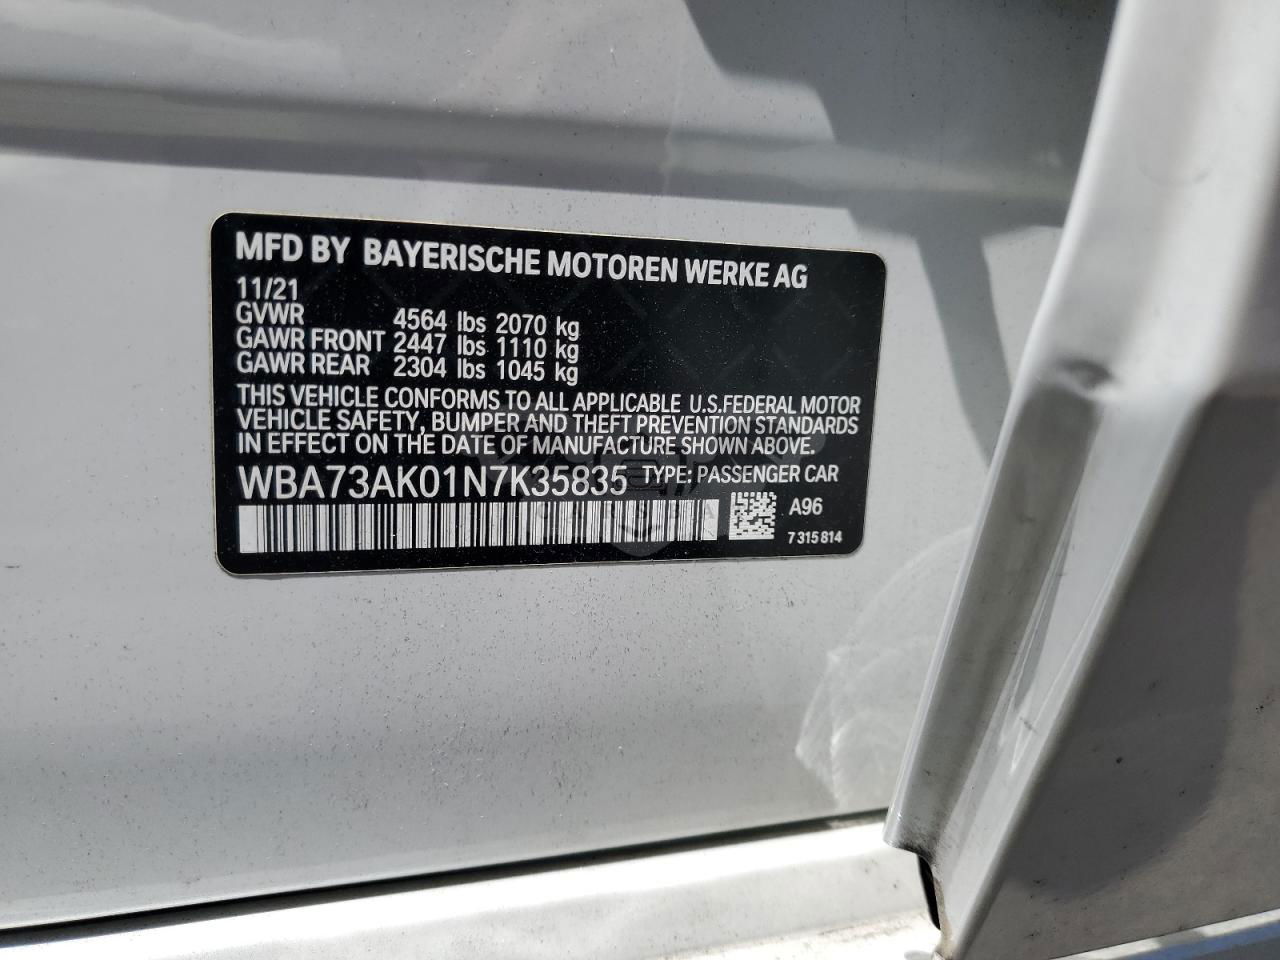 MFD BY BAYERISCHE MOTOREN WERKE AG
11/21
GVWR 4564 lbs 2070 kg
GAWR FRONT 2447 lbs 1110 kg
GAWR REAR 2304 lbs 1045 kg
THIS VEHICLE CONFORMS TO ALL APPLICABLE U.S.FEDERAL MOTOR
VEHICLE SAFETY, BUMPER AND THEFT PREVENTION STANDARDS
IN EFFECT ON THE DATE OF MANUFACTURE SHOWN ABOVE.
WBA73AK01N7K35835 TYPE: PASSENGER CAR
A96
7 315 814